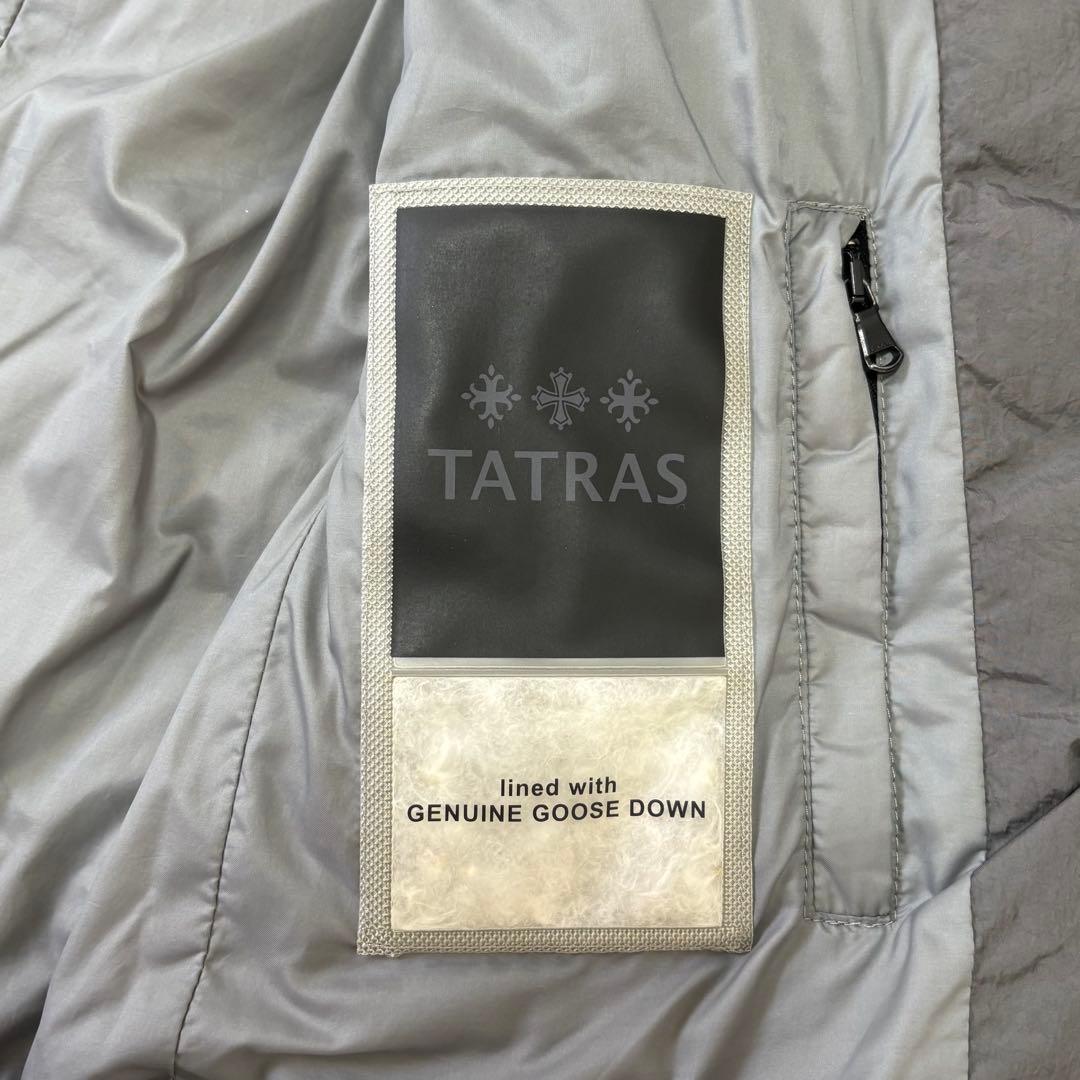 TATRAS
lined with
GENUINE GOOSE DOWN